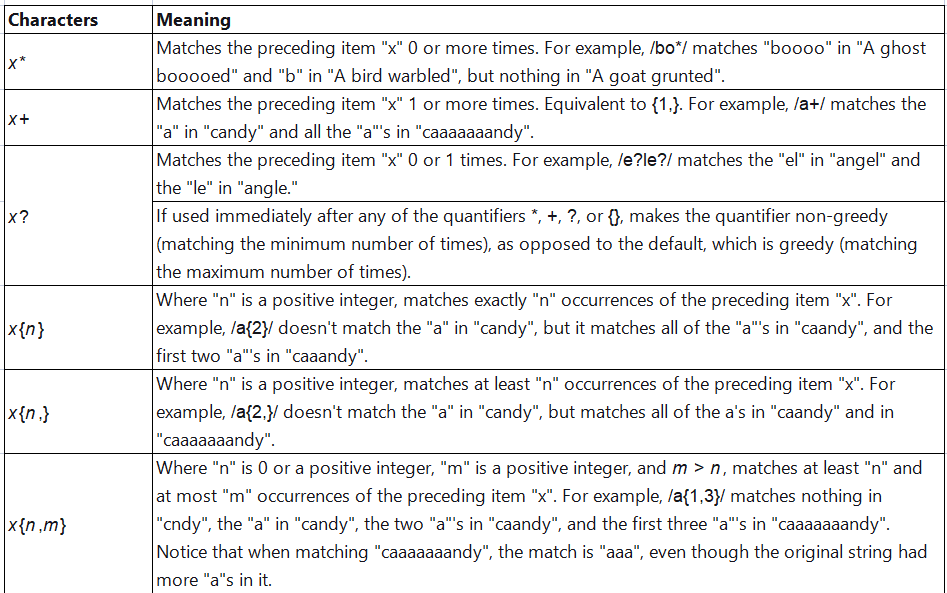 Characters Meaning
x* Matches the preceding item "x" 0 or more times. For example, /bo*/ matches "boooo" in "A ghost
booooed" and "b" in "A bird warbled", but nothing in "A goat grunted".
x+ Matches the preceding item "x" 1 or more times. Equivalent to {1,}. For example, /a+/ matches the
"a" in "candy" and all the "a"'s in "caaaaaaandy".
x? Matches the preceding item "x" 0 or 1 times. For example, /e?le?/ matches the "el" in "angel" and
the "le" in "angle."
If used immediately after any of the quantifiers *, +, ?, or {}, makes the quantifier non-greedy
(matching the minimum number of times), as opposed to the default, which is greedy (matching
the maximum number of times).
x{n} Where "n" is a positive integer, matches exactly "n" occurrences of the preceding item "x". For
example, /a{2}/ doesn't match the "a" in "candy", but it matches all of the "a"'s in "caandy", and the
first two "a"'s in "caaandy".
x{n,} Where "n" is a positive integer, matches at least "n" occurrences of the preceding item "x". For
example, /a{2,}/ doesn't match the "a" in "candy", but matches all of the a's in "caandy" and in
"caaaaaaandy".
x{n,m} Where "n" is 0 or a positive integer, "m" is a positive integer, and m > n, matches at least "n" and
at most "m" occurrences of the preceding item "x". For example, /a{1,3}/ matches nothing in
"cndy", the "a" in "candy", the two "a"'s in "caandy", and the first three "a"'s in "caaaaaaandy".
Notice that when matching "caaaaaaandy", the match is "aaa", even though the original string had
more "a"s in it.